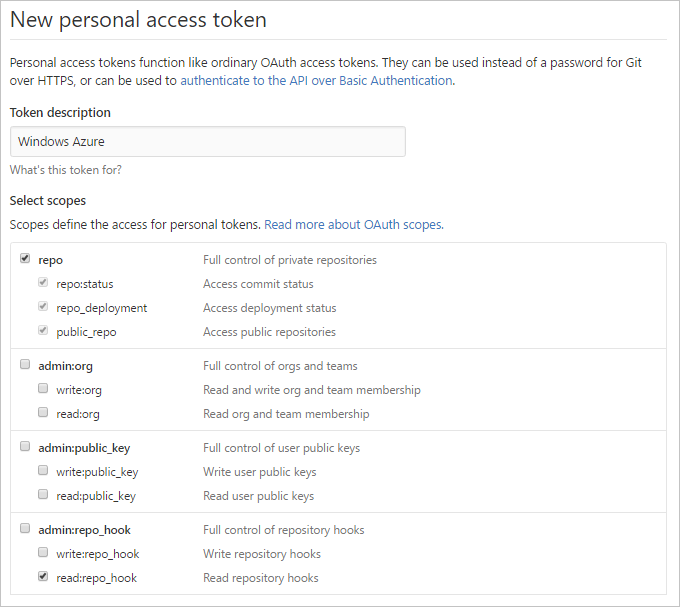 New personal access token
Personal access tokens function like ordinary OAuth access tokens. They can be used instead of a password for Git
over HTTPS, or can be used to authenticate to the API over Basic Authentication.
Token description
Windows Azure
What's this token for?
Select scopes
Scopes define the access for personal tokens. Read more about OAuth scopes.
repo Full control of private repositories
repo:status Access commit status
repo_deployment Access deployment status
public_repo Access public repositories
admin:org Full control of orgs and teams
write:org Read and write org and team membership
read:org Read org and team membership
admin:public_key Full control of user public keys
write:public_key Write user public keys
read:public_key Read user public keys
admin:repo_hook Full control of repository hooks
write:repo_hook Write repository hooks
read:repo_hook Read repository hooks